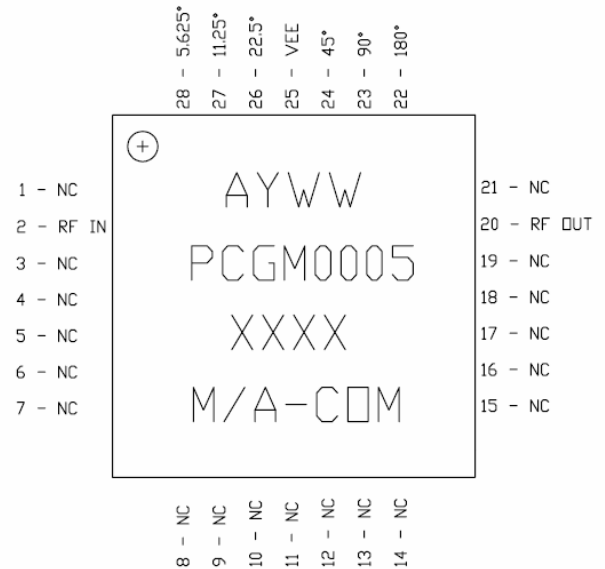 28 - 5.625°
27 - 11.25°
26 - 22.5°
25 - VEE
24 - 45°
23 - 90°
22 - 180°
AYWW
PCGM0005
XXXX
M/A-COM
1 - NC
2 - RF IN
3 - NC
4 - NC
5 - NC
6 - NC
7 - NC
21 - NC
20 - RF OUT
19 - NC
18 - NC
17 - NC
16 - NC
15 - NC
8 - NC
9 - NC
10 - NC
11 - NC
12 - NC
13 - NC
14 - NC